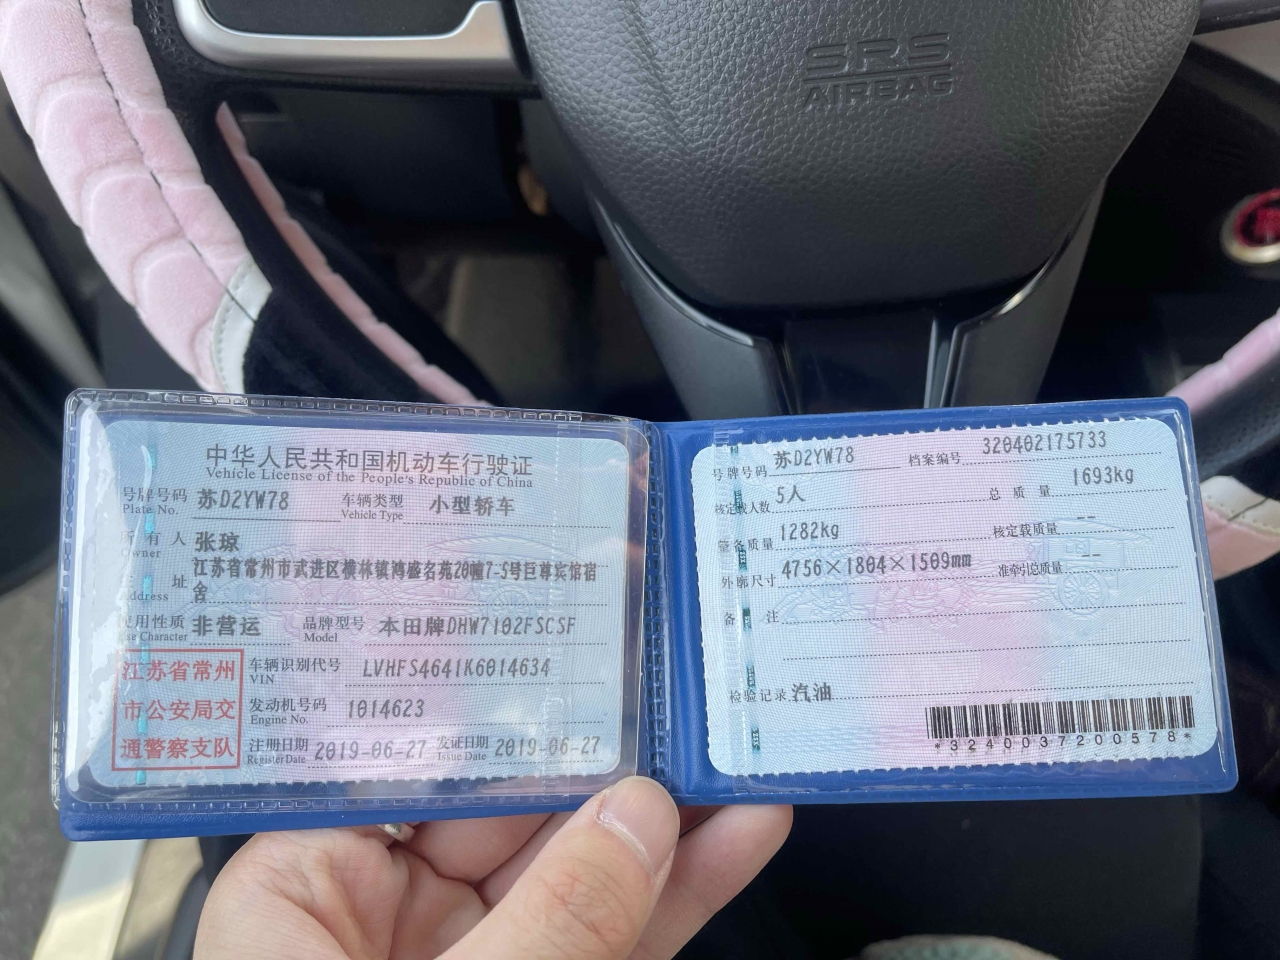 SRS
AIRBAG
中华人民共和国机动车行驶证
Vehicle License of the People's Republic of China
号牌号码 苏D2YW78 车辆类型 小型轿车
Plate No. Vehicle Type
所有人 张琼
Owner
江苏省常州市武进区横林镇鸿盛名苑20幢7-5号巨尊宾馆宿
住址 舍
Address
使用性质 非营运 品牌型号 本田牌DHW7102FSCSF
Use Character Model
江苏省常州
市公安局交
通警察支队
车辆识别代号 LVHFS4641K6014634
VIN
发动机号码 1014623
Engine No.
注册日期 2019-06-27 发证日期 2019-06-27
Register Date Issue Date
号牌号码 苏D2YW78 档案编号 320402175733
核定载人数 5人 总质量 1693kg
整备质量 1282kg 核定载质量 --
外廓尺寸 4756×1804×1509mm 准牵引总质量 --
备注
检验记录 汽油
*3240037200578*